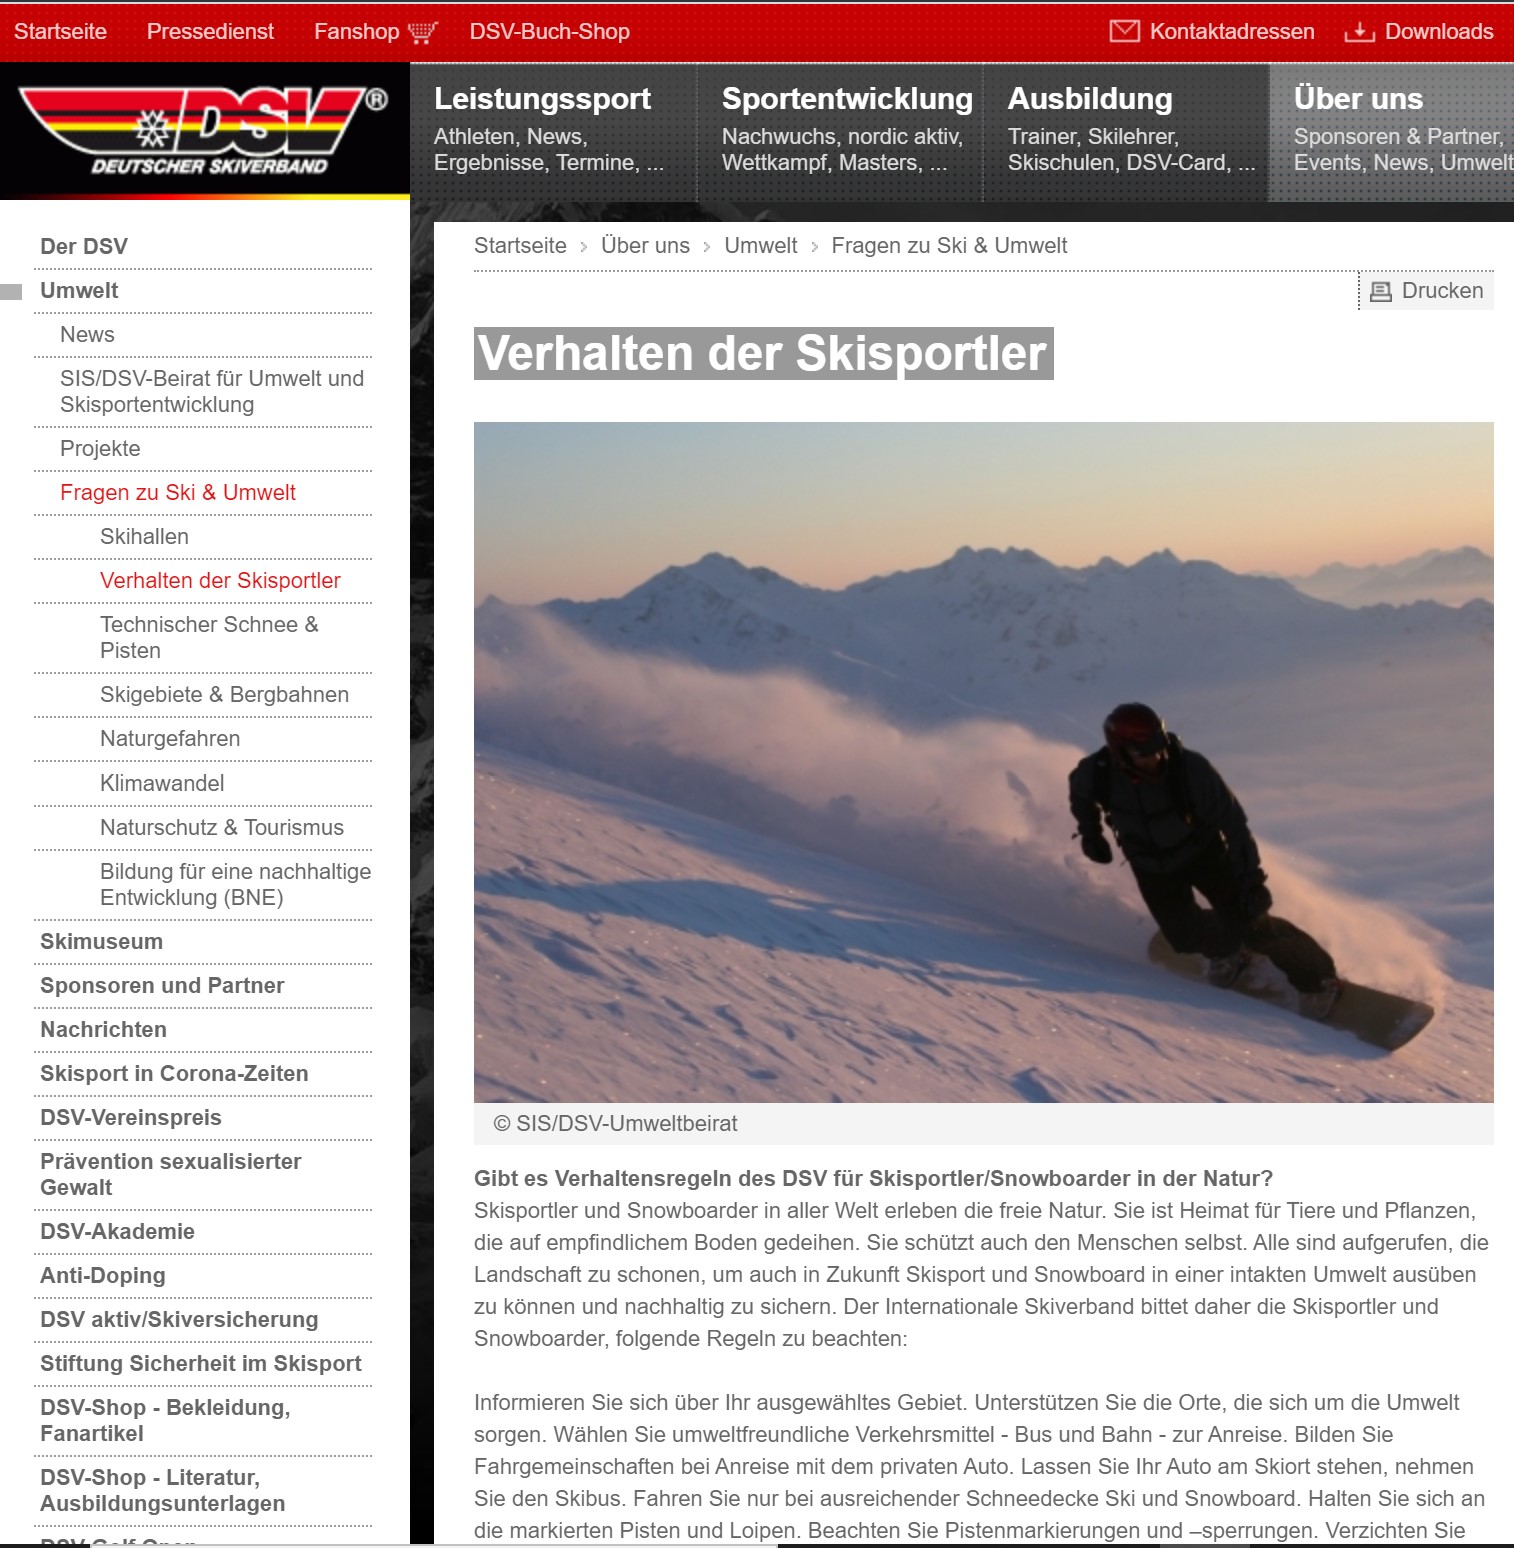 Startseite Pressedienst Fanshop DSV-Buch-Shop Kontaktadressen Downloads
DSV®
DEUTSCHER SKIVERBAND
Leistungssport
Athleten, News,
Ergebnisse, Termine, ...
Sportentwicklung
Nachwuchs, nordic aktiv,
Wettkampf, Masters, ...
Ausbildung
Trainer, Skilehrer,
Skischulen, DSV-Card, ...
Über uns
Sponsoren & Partner,
Events, News, Umwelt
Der DSV
Umwelt
News
SIS/DSV-Beirat für Umwelt und
Skisportentwicklung
Projekte
Fragen zu Ski & Umwelt
Skihallen
Verhalten der Skisportler
Technischer Schnee &
Pisten
Skigebiete & Bergbahnen
Naturgefahren
Klimawandel
Naturschutz & Tourismus
Bildung für eine nachhaltige
Entwicklung (BNE)
Skimuseum
Sponsoren und Partner
Nachrichten
Skisport in Corona-Zeiten
DSV-Vereinspreis
Prävention sexualisierter
Gewalt
DSV-Akademie
Anti-Doping
DSV aktiv/Skiversicherung
Stiftung Sicherheit im Skisport
DSV-Shop - Bekleidung,
Fanartikel
DSV-Shop - Literatur,
Ausbildungsunterlagen
DSV Golf Open
Startseite > Über uns > Umwelt > Fragen zu Ski & Umwelt
Drucken
Verhalten der Skisportler
© SIS/DSV-Umweltbeirat
Gibt es Verhaltensregeln des DSV für Skisportler/Snowboarder in der Natur?
Skisportler und Snowboarder in aller Welt erleben die freie Natur. Sie ist Heimat für Tiere und Pflanzen,
die auf empfindlichem Boden gedeihen. Sie schützt auch den Menschen selbst. Alle sind aufgerufen, die
Landschaft zu schonen, um auch in Zukunft Skisport und Snowboard in einer intakten Umwelt ausüben
zu können und nachhaltig zu sichern. Der Internationale Skiverband bittet daher die Skisportler und
Snowboarder, folgende Regeln zu beachten:
Informieren Sie sich über Ihr ausgewähltes Gebiet. Unterstützen Sie die Orte, die sich um die Umwelt
sorgen. Wählen Sie umweltfreundliche Verkehrsmittel - Bus und Bahn - zur Anreise. Bilden Sie
Fahrgemeinschaften bei Anreise mit dem privaten Auto. Lassen Sie Ihr Auto am Skiort stehen, nehmen
Sie den Skibus. Fahren Sie nur bei ausreichender Schneedecke Ski und Snowboard. Halten Sie sich an
die markierten Pisten und Loipen. Beachten Sie Pistenmarkierungen und –sperrungen. Verzichten Sie